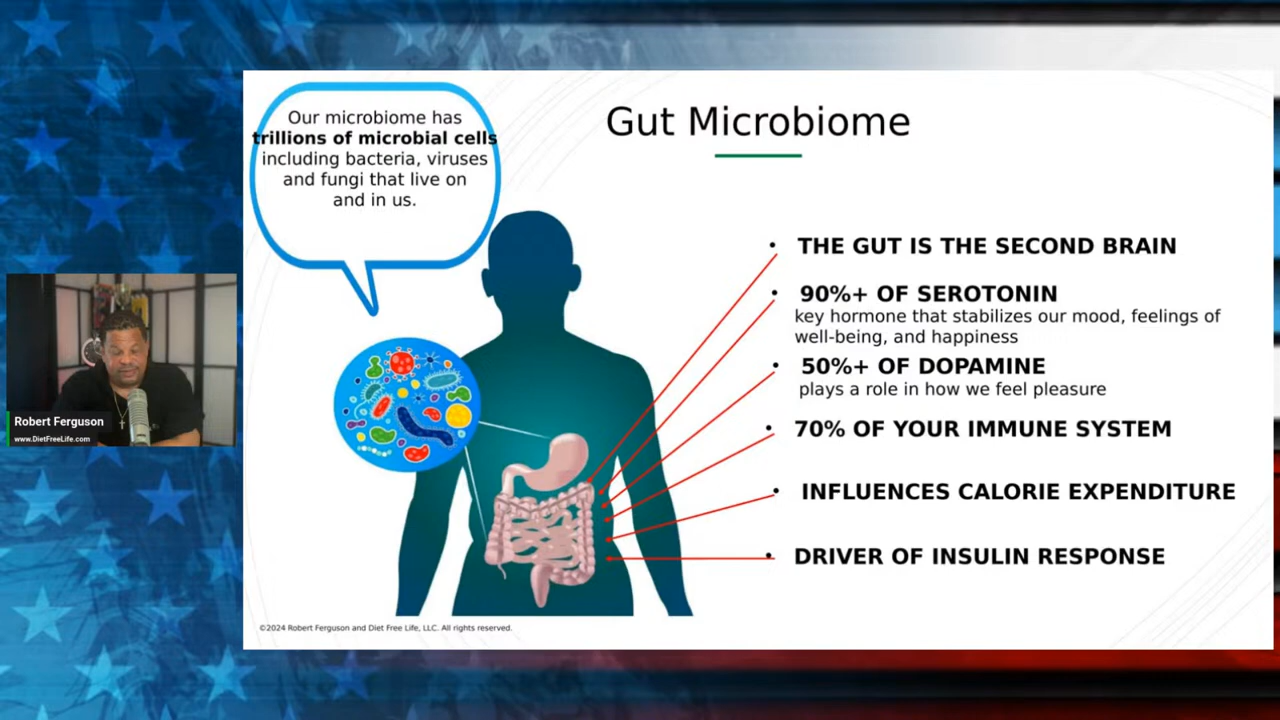 Our microbiome has
trillions of microbial cells
including bacteria, viruses
and fungi that live on
and in us.
Gut Microbiome
• THE GUT IS THE SECOND BRAIN
• 90%+ OF SEROTONIN
key hormone that stabilizes our mood, feelings of
well-being, and happiness
• 50%+ OF DOPAMINE
plays a role in how we feel pleasure
• 70% OF YOUR IMMUNE SYSTEM
• INFLUENCES CALORIE EXPENDITURE
• DRIVER OF INSULIN RESPONSE
Robert Ferguson
www.DietFreeLife.com
©2024 Robert Ferguson and Diet Free Life, LLC. All rights reserved.